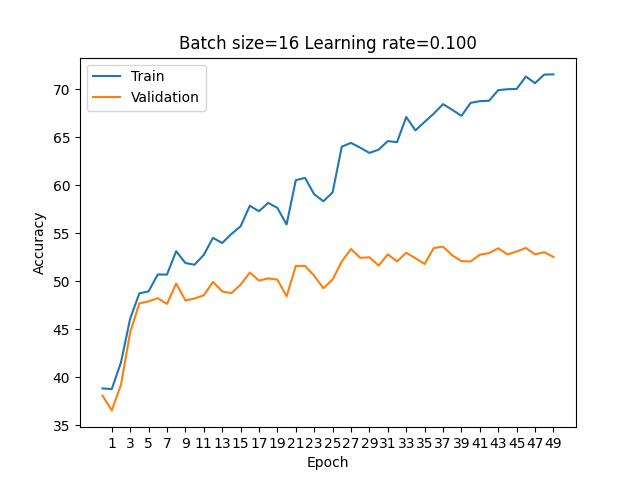 Batch size=16 Learning rate=0.100
Train
Validation
70
65
60
55
50
45
40
35
Accuracy
1 3 5 7 9 11 13 15 17 19 21 23 25 27 29 31 33 35 37 39 41 43 45 47 49
Epoch